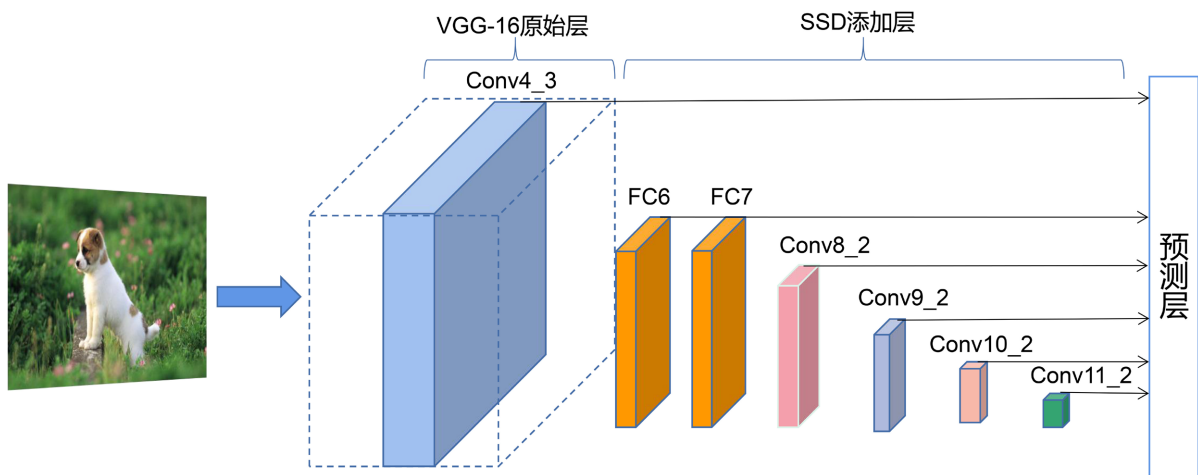 VGG-16原始层
SSD添加层
Conv4_3
FC6
FC7
Conv8_2
Conv9_2
Conv10_2
Conv11_2
预测层